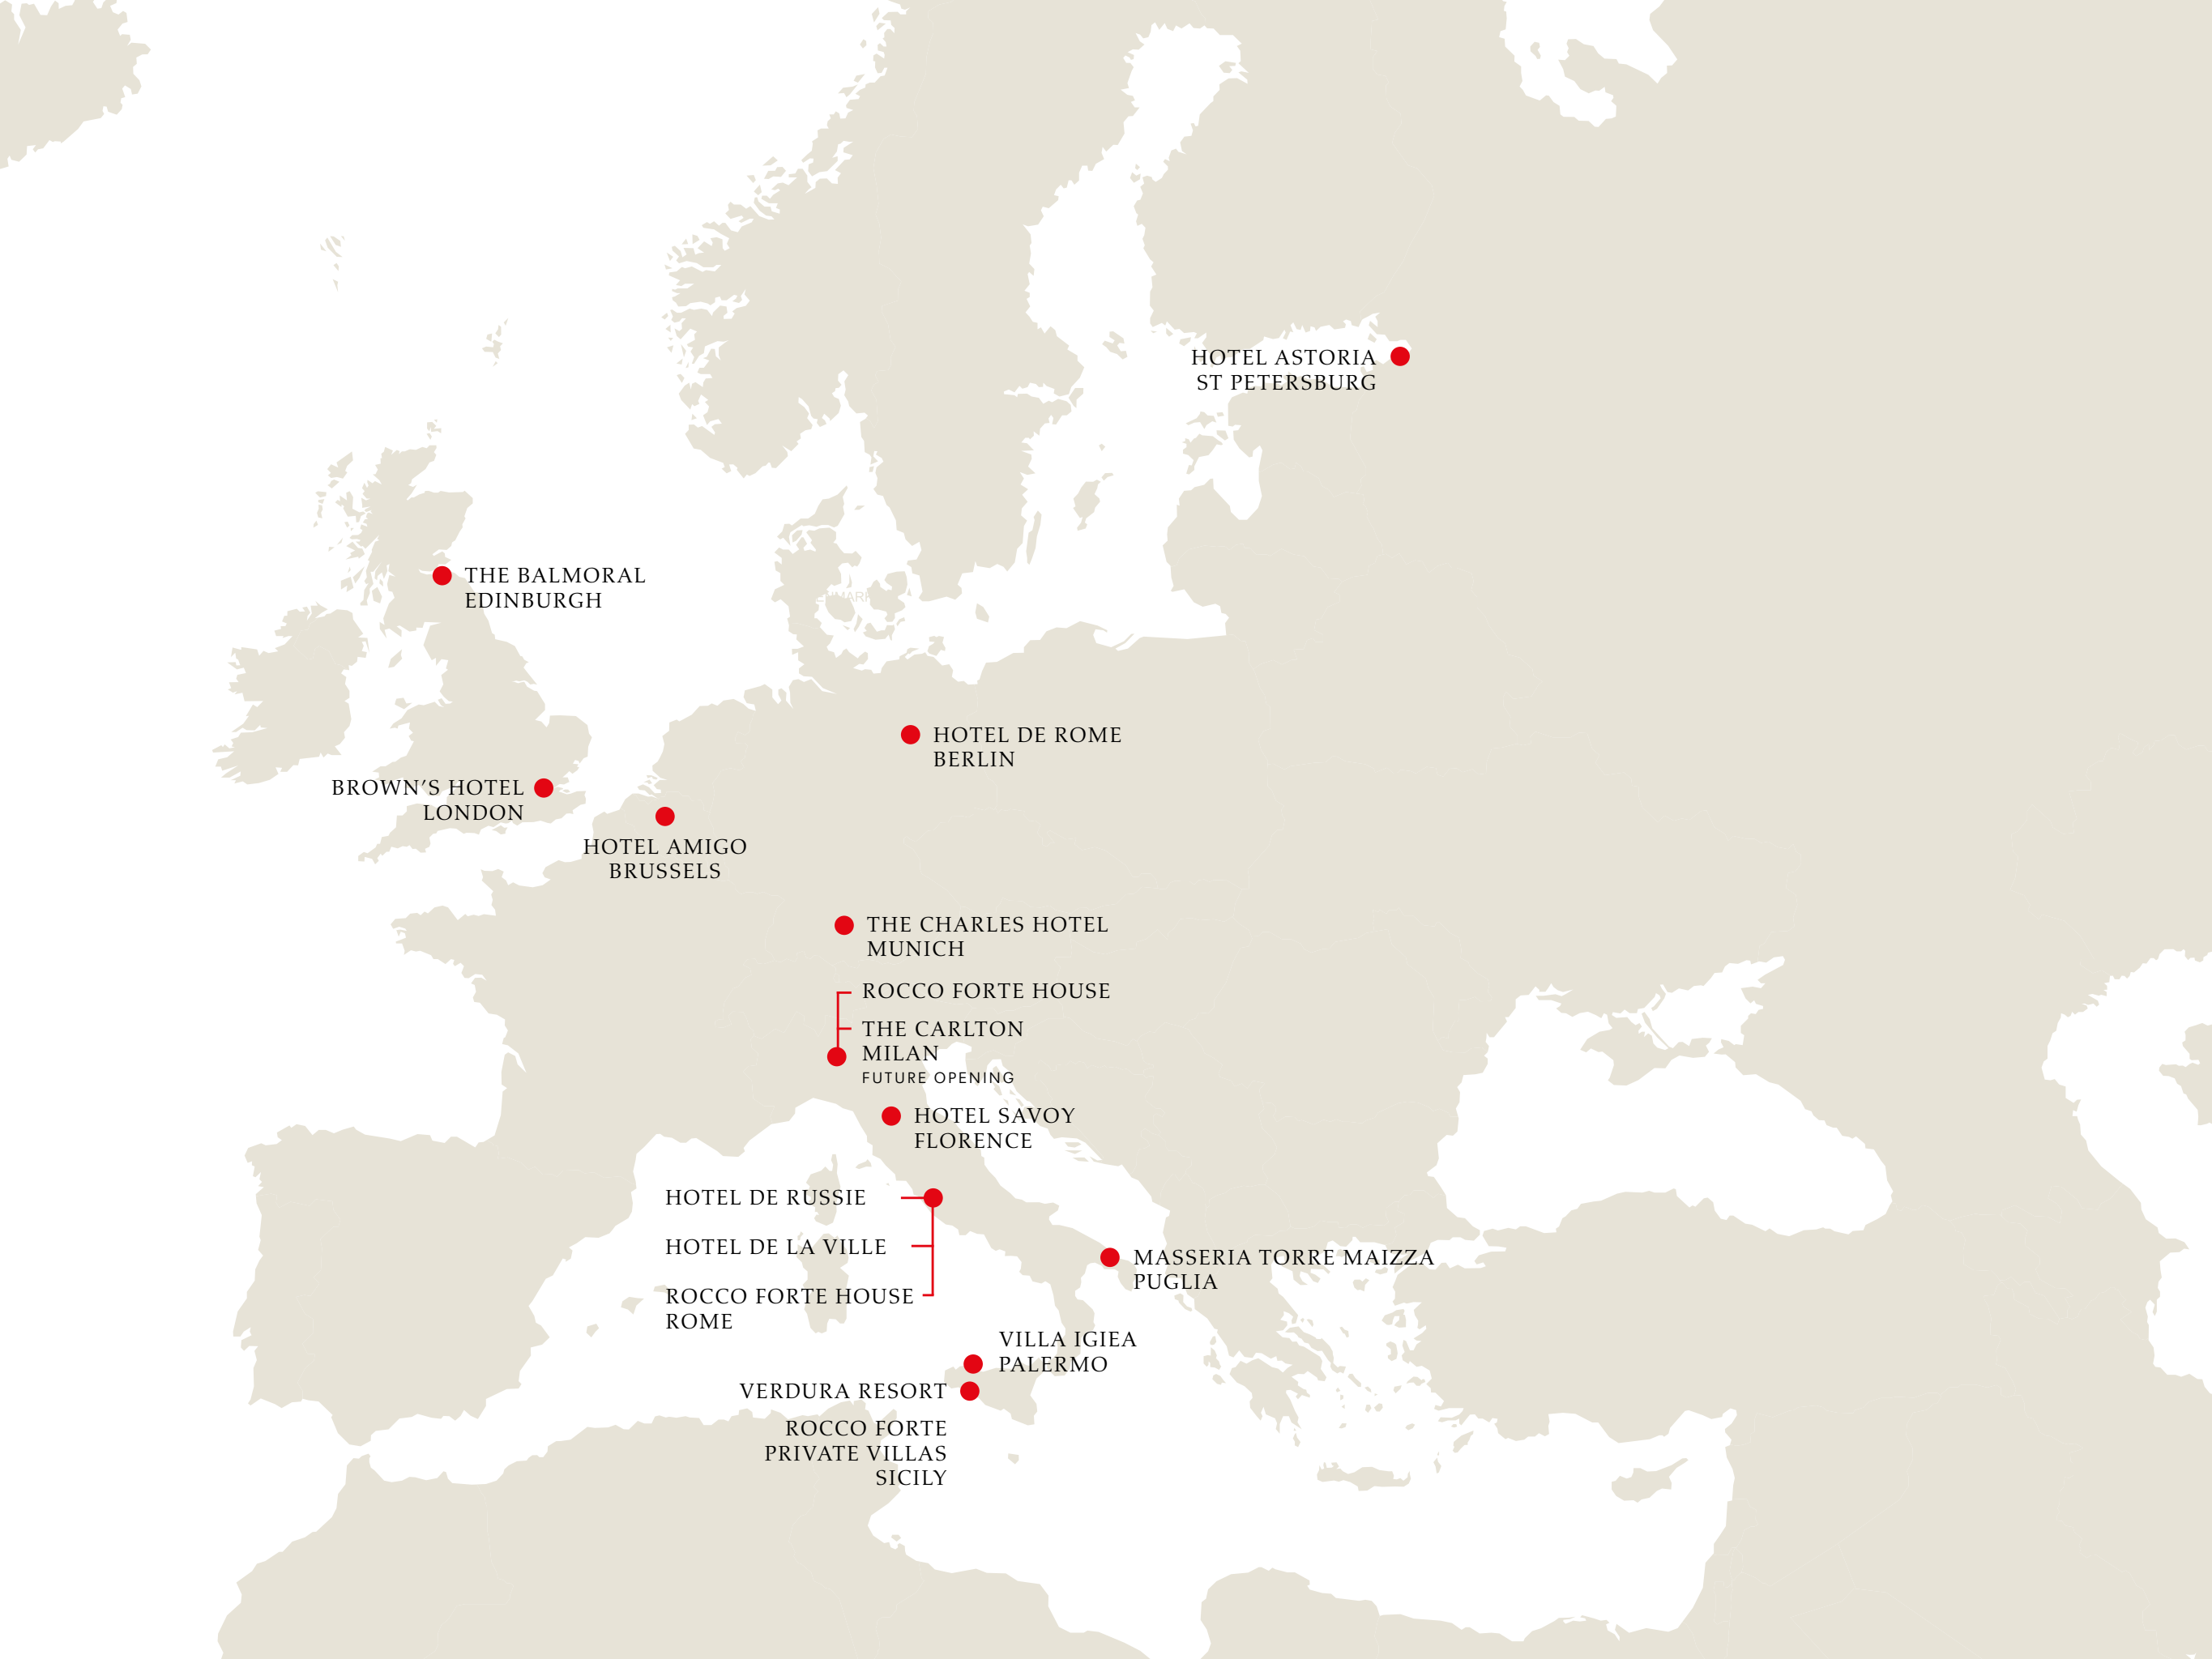 HOTEL ASTORIA
ST PETERSBURG
THE BALMORAL
EDINBURGH
HOTEL DE ROME
BERLIN
BROWN’S HOTEL
LONDON
HOTEL AMIGO
BRUSSELS
THE CHARLES HOTEL
MUNICH
ROCCO FORTE HOUSE
THE CARLTON
MILAN
FUTURE OPENING
HOTEL SAVOY
FLORENCE
HOTEL DE RUSSIE
HOTEL DE LA VILLE
ROCCO FORTE HOUSE
ROME
MASSERIA TORRE MAIZZA
PUGLIA
VILLA IGIEA
PALERMO
VERDURA RESORT
ROCCO FORTE
PRIVATE VILLAS
SICILY